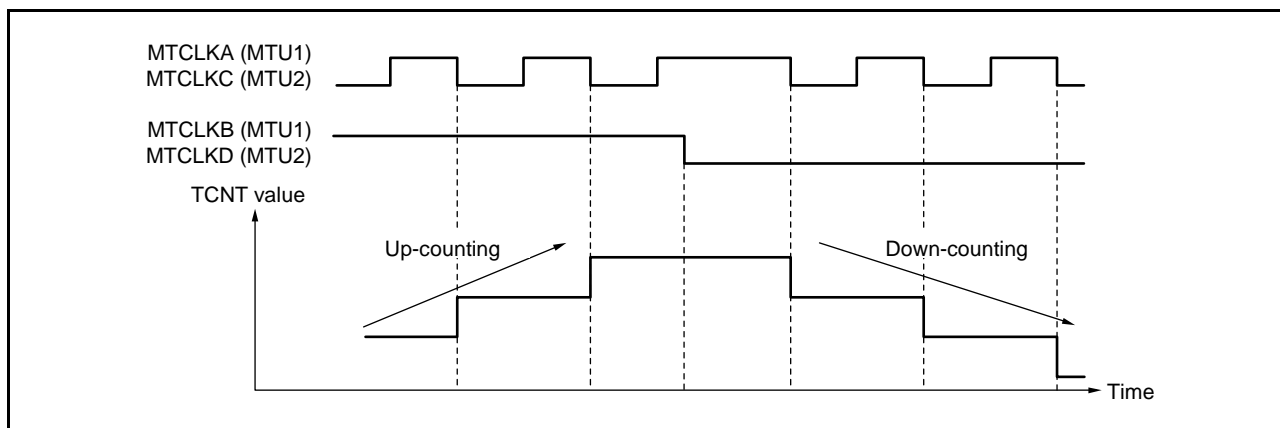 MTCLKA (MTU1)
MTCLKC (MTU2)
MTCLKB (MTU1)
MTCLKD (MTU2)
TCNT value
Up-counting
Down-counting
Time